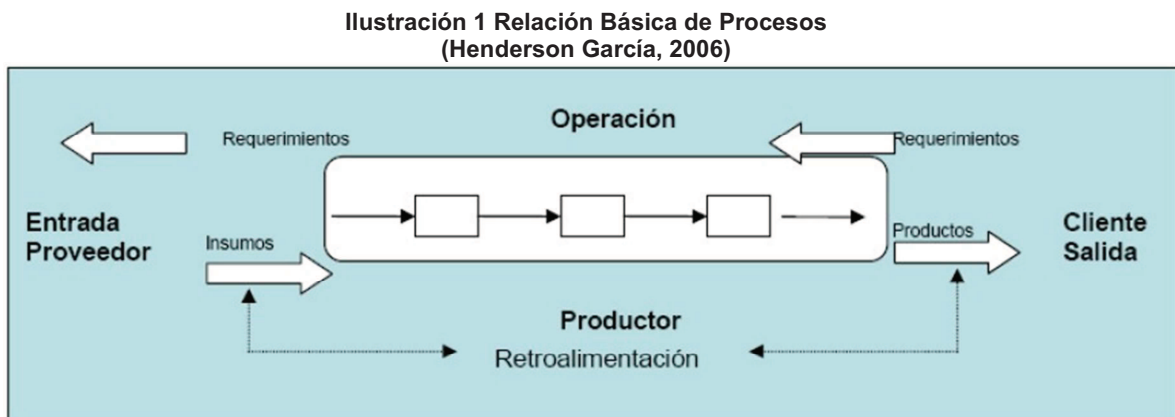 Ilustración 1 Relación Básica de Procesos
(Henderson García, 2006)
Operación
Requerimientos
Requerimientos
Entrada
Proveedor
Insumos
Productos
Cliente
Salida
Productor
Retroalimentación